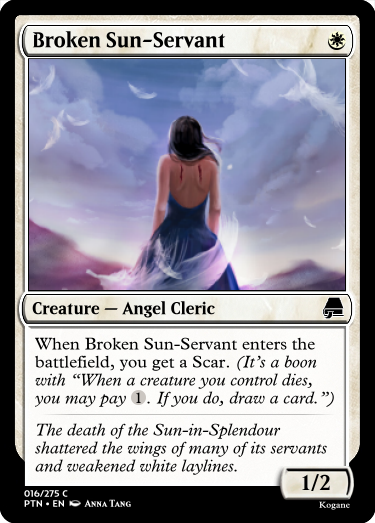 Broken Sun-Servant
Creature — Angel Cleric
When Broken Sun-Servant enters the
battlefield, you get a Scar. (It's a boon
with “When a creature you control dies,
you may pay 1. If you do, draw a card.”)
The death of the Sun-in-Splendour
shattered the wings of many of its servants
and weakened white laylines.
1/2
016/275 C
PTN • EN Anna Tang
Kogane